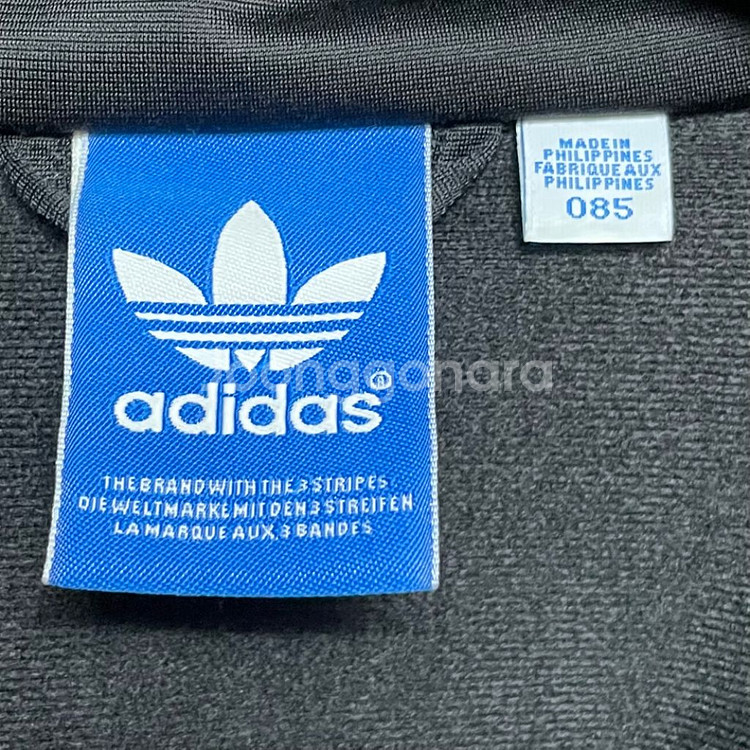 MADE IN
PHILIPPINES
FABRIQUE AUX
PHILIPPINES
085
joonagonara
adidas®
THE BRAND WITH THE 3 STRIPES
DIE WELTMARKE MIT DEN 3 STREIFEN
LA MARQUE AUX 3 BANDES